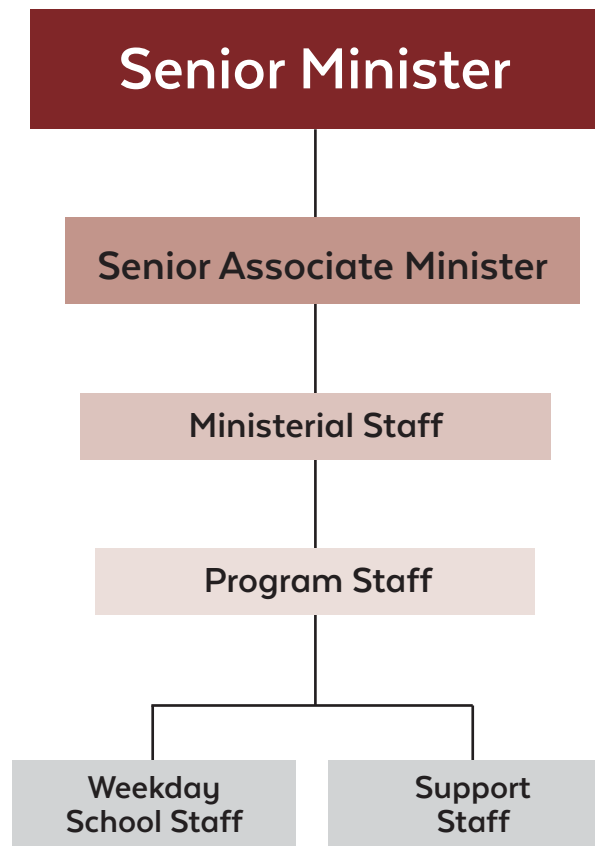 Senior Minister
Senior Associate Minister
Ministerial Staff
Program Staff
Weekday
School Staff
Support
Staff